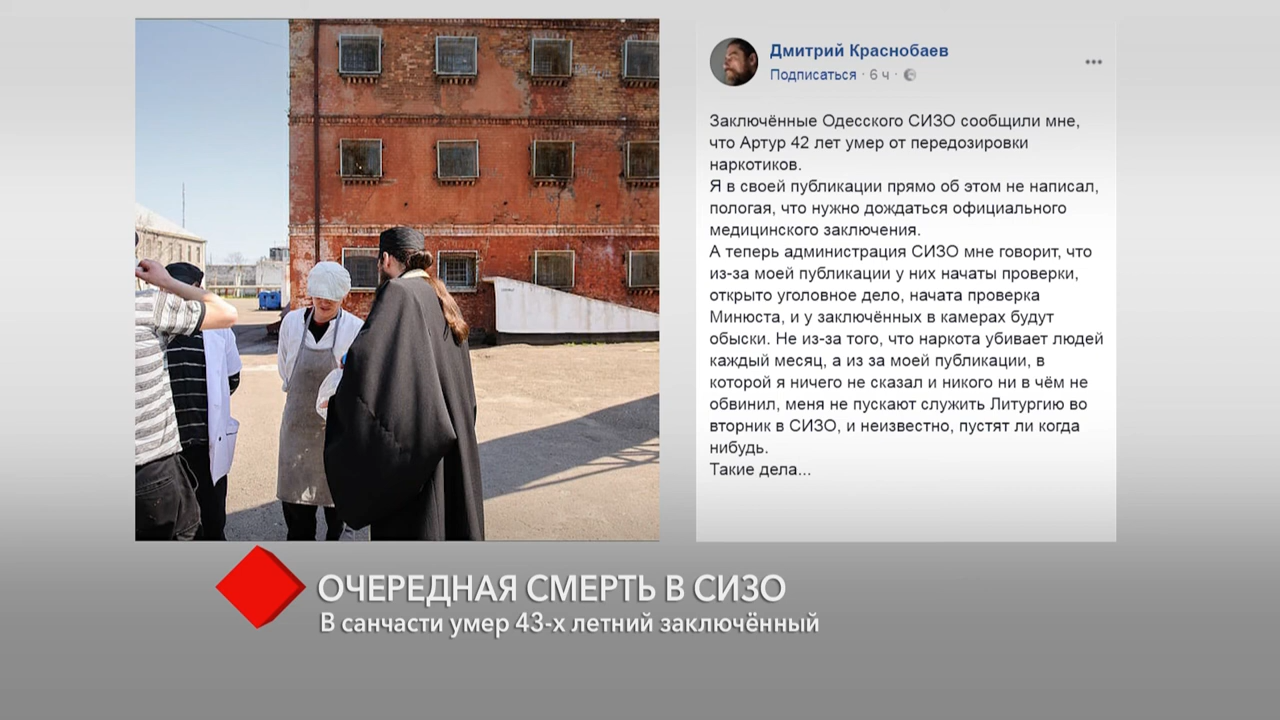 Дмитрий Краснобаев
Подписаться · 6 ч ·
Заключённые Одесского СИЗО сообщили мне,
что Артур 42 лет умер от передозировки
наркотиков.
Я в своей публикации прямо об этом не написал,
пологая, что нужно дождаться официального
медицинского заключения.
А теперь администрация СИЗО мне говорит, что
из-за моей публикации у них начаты проверки,
открыто уголовное дело, начата проверка
Минюста, и у заключённых в камерах будут
обыски. Не из-за того, что наркота убивает людей
каждый месяц, а из за моей публикации, в
которой я ничего не сказал и никого ни в чём не
обвинил, меня не пускают служить Литургию во
вторник в СИЗО, и неизвестно, пустят ли когда
нибудь.
Такие дела...
ОЧЕРЕДНАЯ СМЕРТЬ В СИЗО
В санчасти умер 43-х летний заключённый